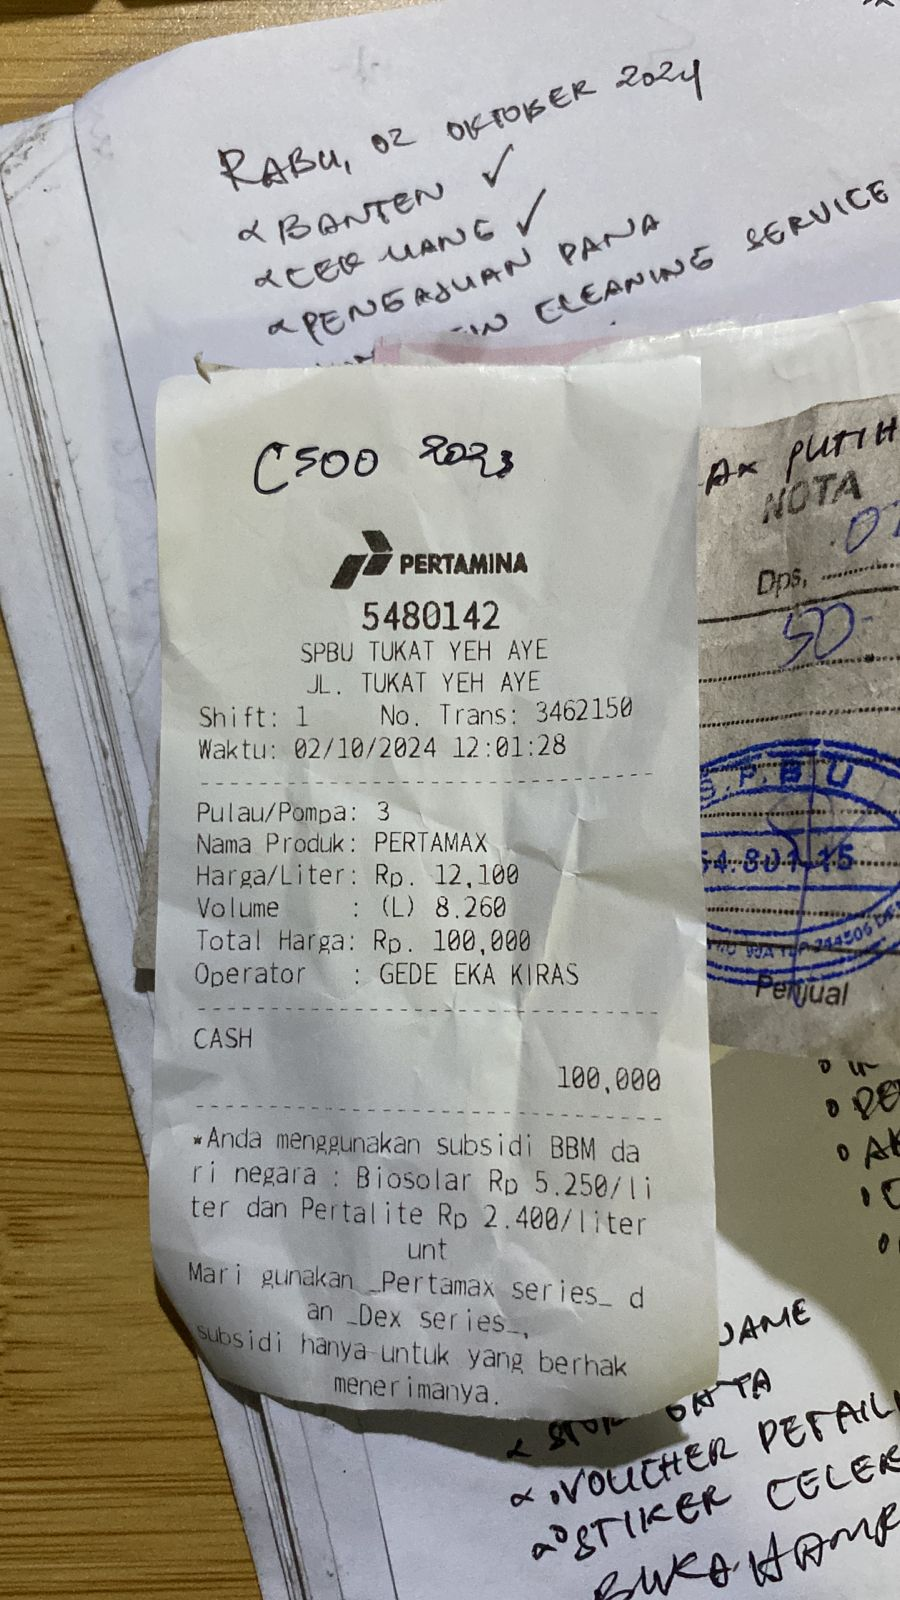 RABU, 02 OKTOBER 2024
BANTEN ✓
CEK UANG ✓
PENGAJUAN DANA
CLEANING SERVICE
C500 2023
PERTAMINA
5480142
SPBU TUKAT YEH AYE
JL. TUKAT YEH AYE
Shift: 1 No. Trans: 3462150
Waktu: 02/10/2024 12:01:28
Pulau/Pompa: 3
Nama Produk: PERTAMAX
Harga/Liter: Rp. 12,100
Volume : (L) 8.260
Total Harga: Rp. 100,000
Operator : GEDE EKA KIRAS
CASH
100,000
*Anda menggunakan subsidi BBM da
ri negara : Biosolar Rp 5.250/li
ter dan Pertalite Rp 2.400/liter
unt
Mari gunakan _Pertamax series_ d
an _Dex series_,
subsidi hanya untuk yang berhak
menerimanya.
PUTIH
NOTA
Dps,
50-
S.P.B.U
54.801.15
Penjual
VOUCHER
STIKER
BUKA